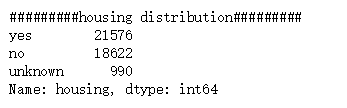 #########housing distribution#########
yes        21576
no         18622
unknown      990
Name: housing, dtype: int64